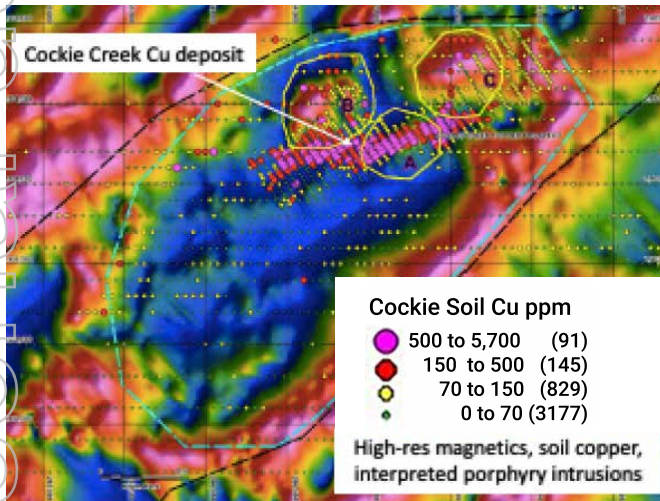 Cockie Creek Cu deposit
B
C
A
Cockie Soil Cu ppm
500 to 5,700 (91)
150 to 500 (145)
70 to 150 (829)
0 to 70 (3177)
High-res magnetics, soil copper,
interpreted porphyry intrusions